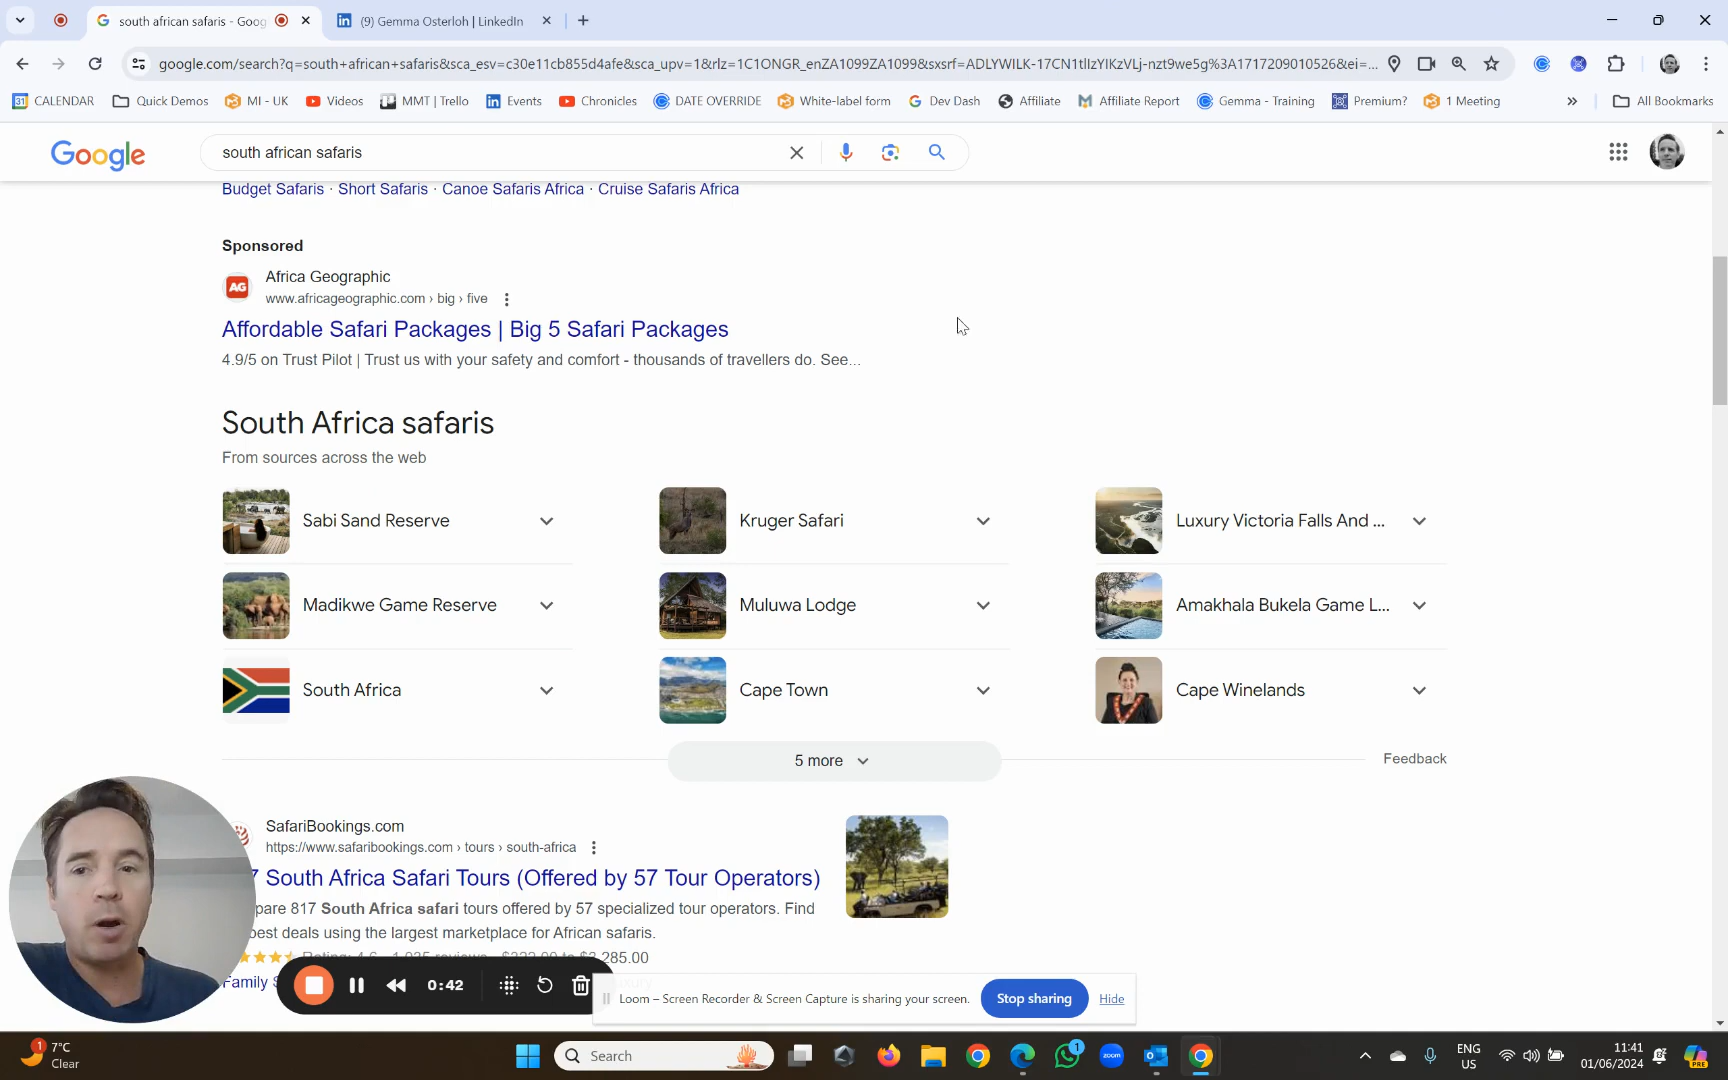 south african safaris - Goog
(9) Gemma Osterloh | LinkedIn
google.com/search?q=south+african+safaris&sca_esv=c30e11cb855d4afe&sca_upv=1&rlz=1C1ONGR_enZA1099ZA1099&sxsrf=ADLYWILK-17CN1tlIzYlKzVLj-nzt9we5g%3A1717209010526&ei=...
CALENDAR Quick Demos MI - UK Videos MMT | Trello Events Chronicles DATE OVERRIDE White-label form Dev Dash Affiliate Affiliate Report Gemma - Training Premium? 1 Meeting » All Bookmarks
Google
south african safaris
Budget Safaris · Short Safaris · Canoe Safaris Africa · Cruise Safaris Africa
Sponsored
AG
Africa Geographic
www.africageographic.com › big › five
Affordable Safari Packages | Big 5 Safari Packages
4.9/5 on Trust Pilot | Trust us with your safety and comfort - thousands of travellers do. See...
South Africa safaris
From sources across the web
Sabi Sand Reserve
Kruger Safari
Luxury Victoria Falls And ...
Madikwe Game Reserve
Muluwa Lodge
Amakhala Bukela Game L...
South Africa
Cape Town
Cape Winelands
5 more
Feedback
SafariBookings.com
https://www.safaribookings.com › tours › south-africa
7 South Africa Safari Tours (Offered by 57 Tour Operators)
pare 817 South Africa safari tours offered by 57 specialized tour operators. Find
best deals using the largest marketplace for African safaris.
Family S
0:42
Loom – Screen Recorder & Screen Capture is sharing your screen.
Stop sharing
Hide
1
7°C
Clear
Search
1
zoom
ENG
US
11:41
01/06/2024
PRE